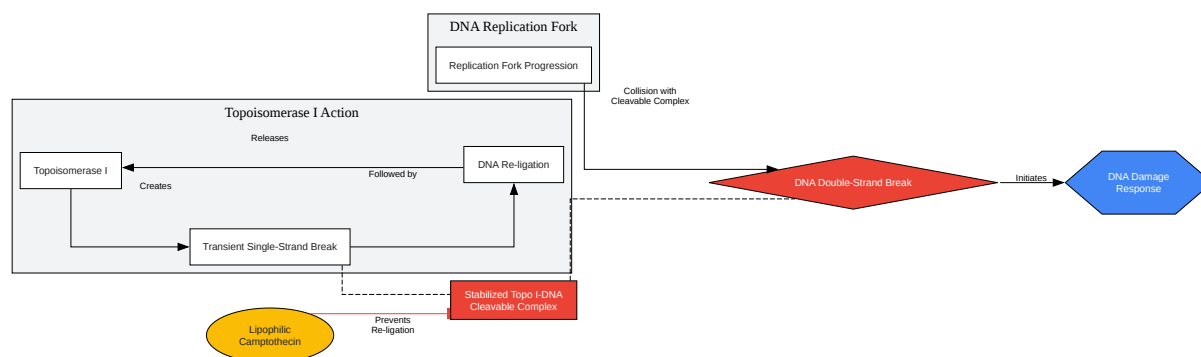 DNA Replication Fork
Replication Fork Progression
Collision with
Cleavable Complex
Topoisomerase I Action
Releases
Topoisomerase I
DNA Re-ligation
Followed by
Creates
Transient Single-Strand Break
DNA Double-Strand Break
Initiates
DNA Damage
Response
Stabilized Topo I-DNA
Cleavable Complex
Prevents
Re-ligation
Lipophilic
Camptothecin